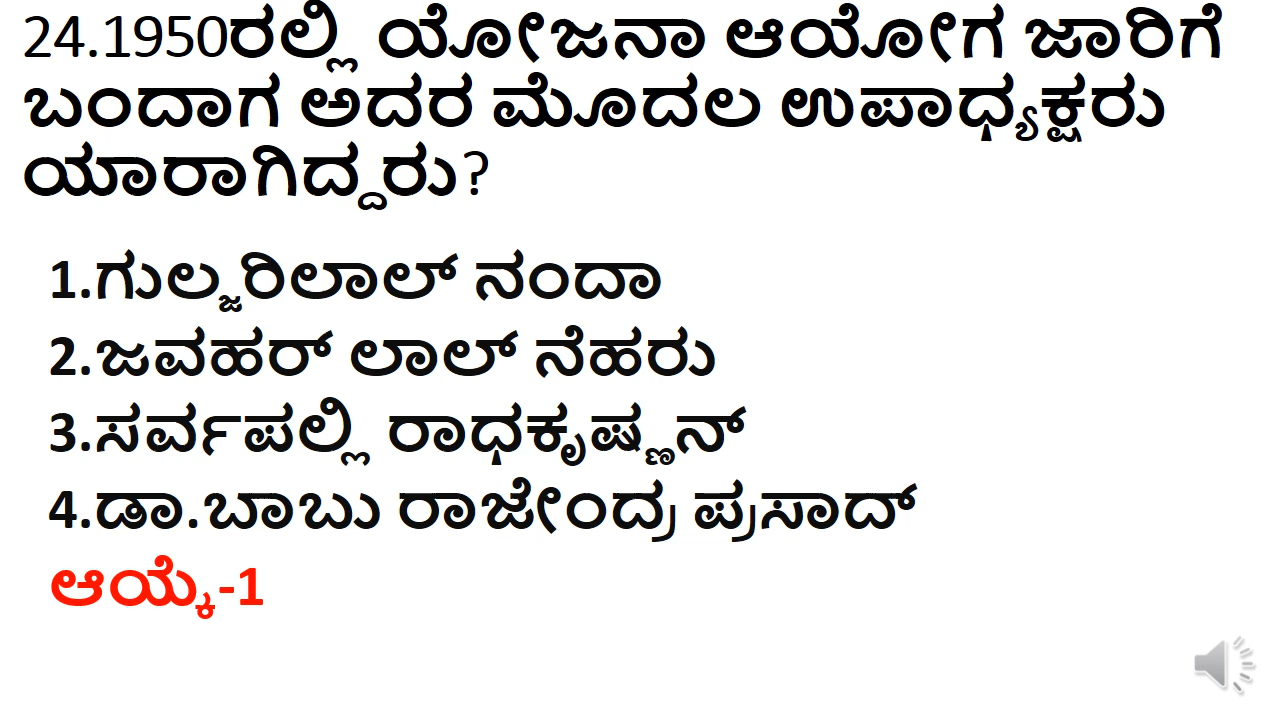 24.1950ರಲ್ಲಿ ಯೋಜನಾ ಆಯೋಗ ಜಾರಿಗೆ
ಬಂದಾಗ ಅದರ ಮೊದಲ ಉಪಾಧ್ಯಕ್ಷರು
ಯಾರಾಗಿದ್ದರು?
1.ಗುಲ್ಜರಿಲಾಲ್ ನಂದಾ
2.ಜವಹರ್ ಲಾಲ್ ನೆಹರು
3.ಸರ್ವಪಲ್ಲಿ ರಾಧಕೃಷ್ಣನ್
4.ಡಾ.ಬಾಬು ರಾಜೇಂದ್ರ ಪ್ರಸಾದ್
ಆಯ್ಕೆ-1